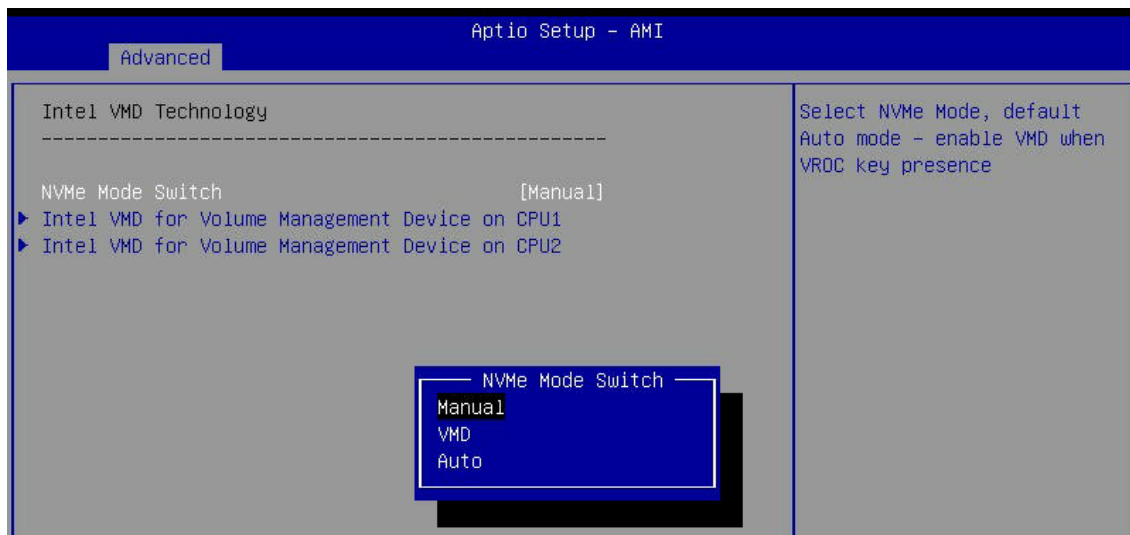 Aptio Setup – AMI
Advanced
Intel VMD Technology
--------------------------------------------------
NVMe Mode Switch [Manual]
Intel VMD for Volume Management Device on CPU1
Intel VMD for Volume Management Device on CPU2
Select NVMe Mode, default
Auto mode – enable VMD when
VROC key presence
NVMe Mode Switch
Manual
VMD
Auto